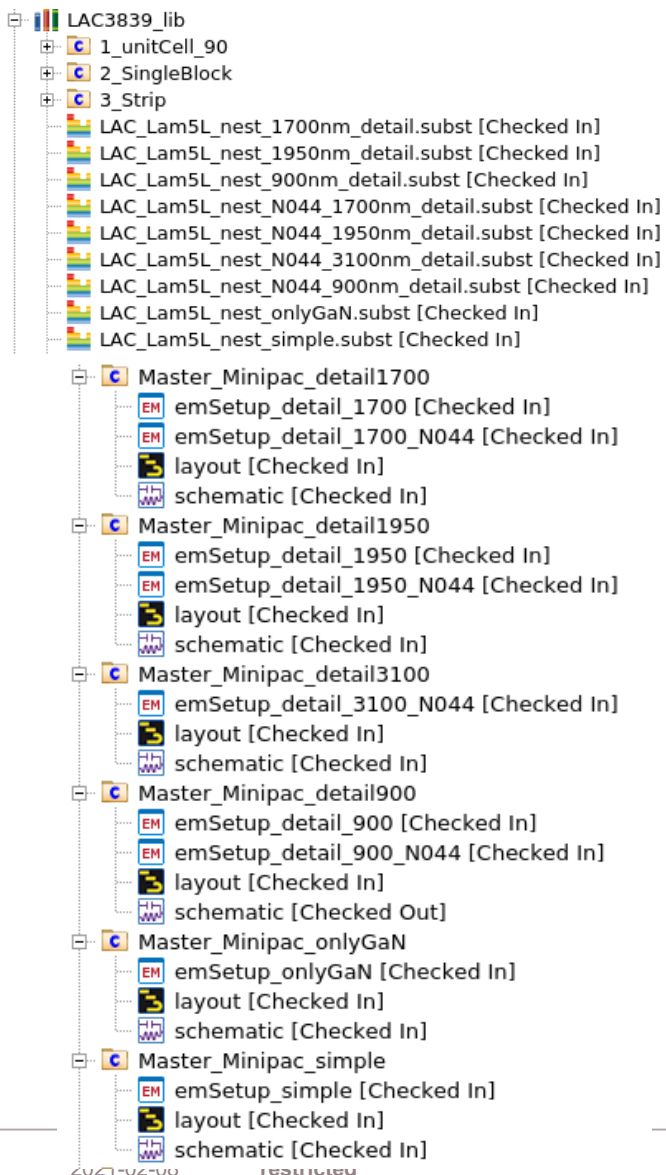 LAC3839_lib
1_unitCell_90
2_SingleBlock
3_Strip
LAC_Lam5L_nest_1700nm_detail.subst [Checked In]
LAC_Lam5L_nest_1950nm_detail.subst [Checked In]
LAC_Lam5L_nest_900nm_detail.subst [Checked In]
LAC_Lam5L_nest_N044_1700nm_detail.subst [Checked In]
LAC_Lam5L_nest_N044_1950nm_detail.subst [Checked In]
LAC_Lam5L_nest_N044_3100nm_detail.subst [Checked In]
LAC_Lam5L_nest_N044_900nm_detail.subst [Checked In]
LAC_Lam5L_nest_onlyGaN.subst [Checked In]
LAC_Lam5L_nest_simple.subst [Checked In]
Master_Minipac_detail1700
emSetup_detail_1700 [Checked In]
emSetup_detail_1700_N044 [Checked In]
layout [Checked In]
schematic [Checked In]
Master_Minipac_detail1950
emSetup_detail_1950 [Checked In]
emSetup_detail_1950_N044 [Checked In]
layout [Checked In]
schematic [Checked In]
Master_Minipac_detail3100
emSetup_detail_3100_N044 [Checked In]
layout [Checked In]
schematic [Checked In]
Master_Minipac_detail900
emSetup_detail_900 [Checked In]
emSetup_detail_900_N044 [Checked In]
layout [Checked In]
schematic [Checked Out]
Master_Minipac_onlyGaN
emSetup_onlyGaN [Checked In]
layout [Checked In]
schematic [Checked In]
Master_Minipac_simple
emSetup_simple [Checked In]
layout [Checked In]
schematic [Checked In]
restricted